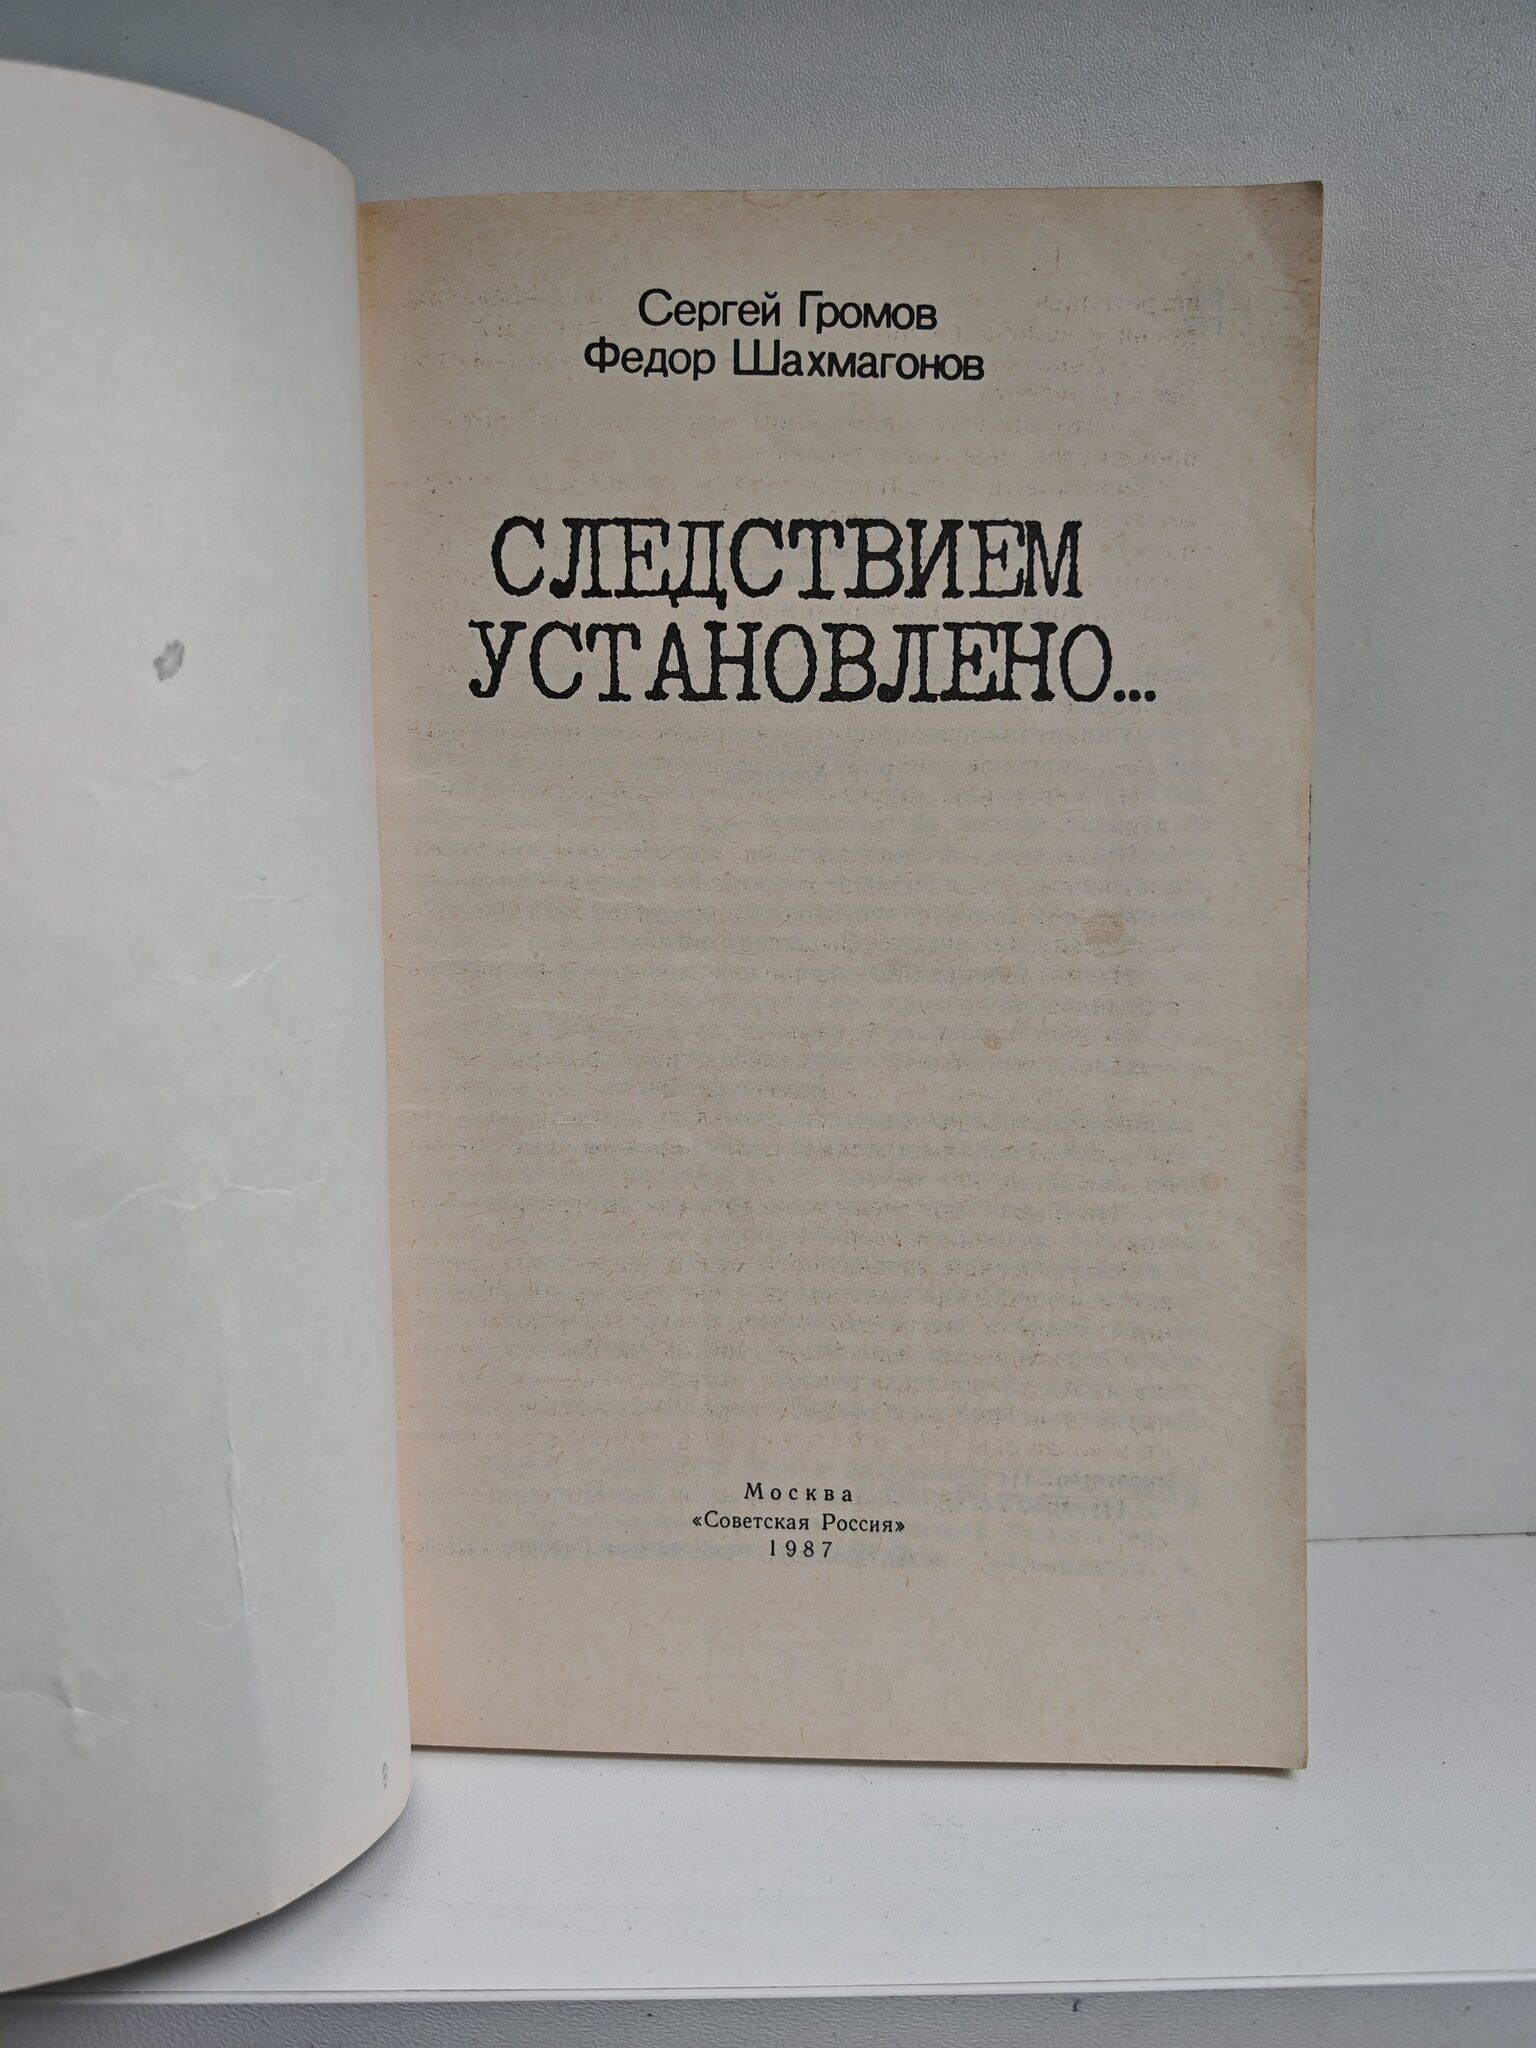 Сергей Громов
Федор Шахмагонов
СЛЕДСТВИЕМ
УСТАНОВЛЕНО...
Москва
«Советская Россия»
1987